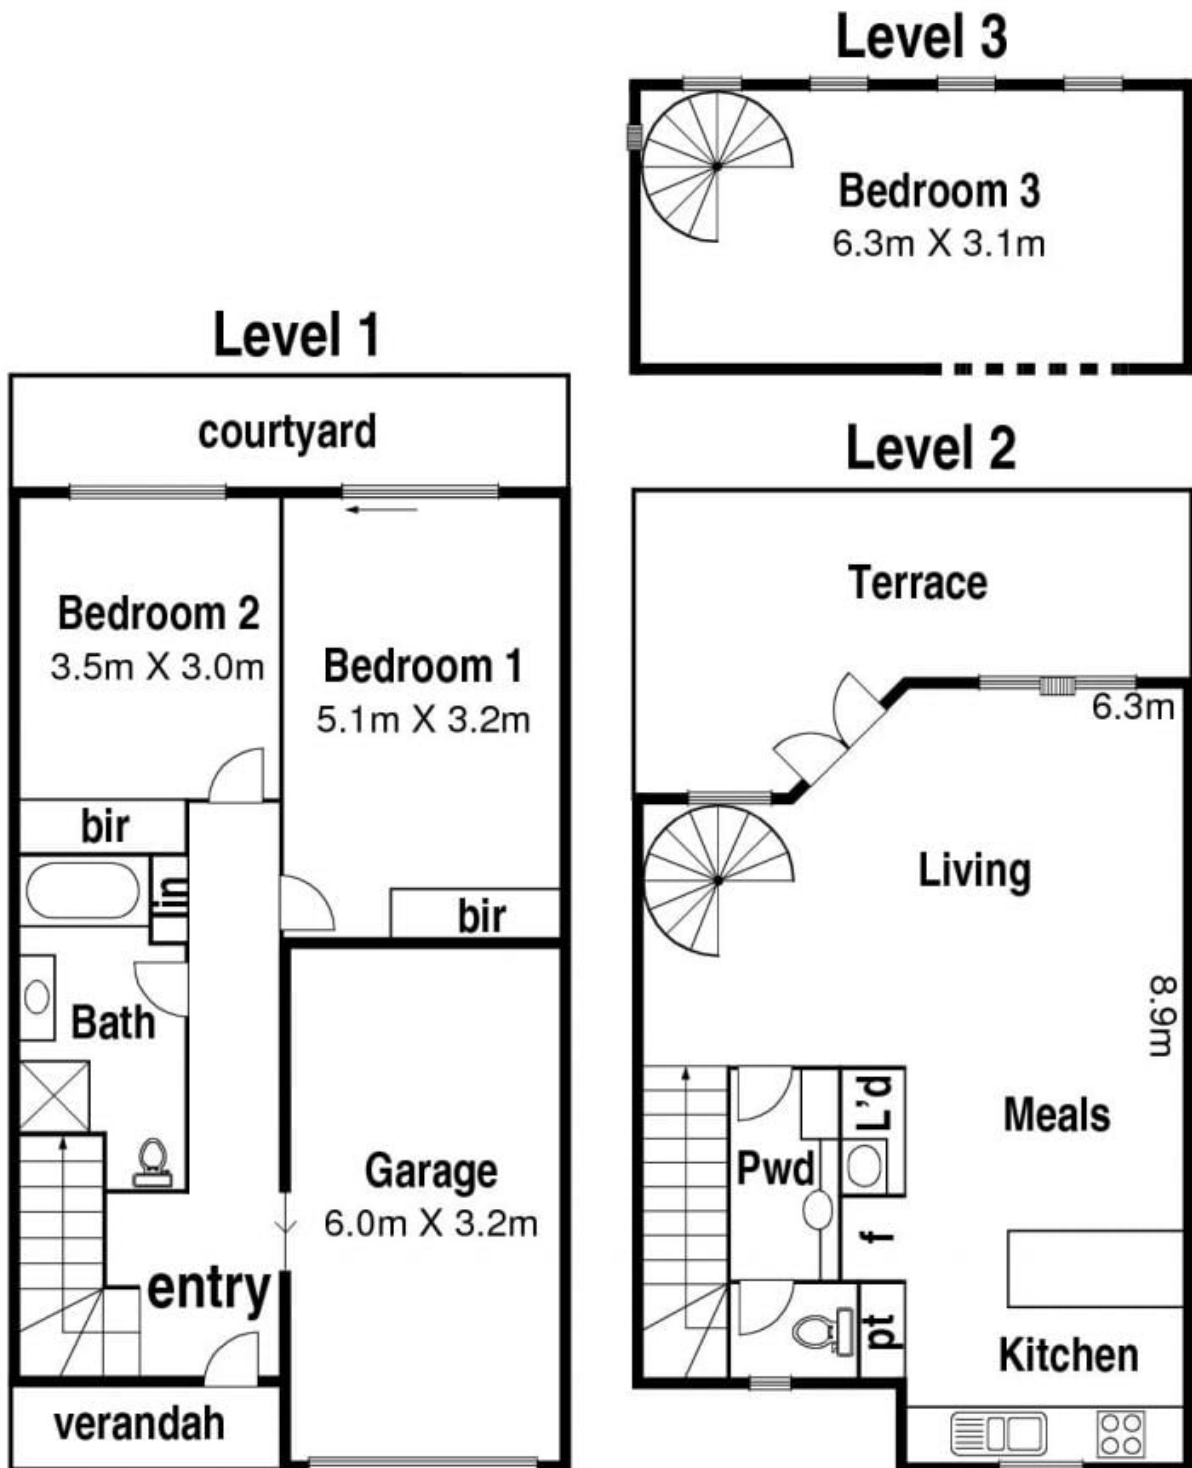 Level 3
Bedroom 3
6.3m X 3.1m
Level 1
courtyard
Bedroom 2
3.5m X 3.0m
Bedroom 1
5.1m X 3.2m
bir
lin
bir
Bath
Garage
6.0m X 3.2m
entry
verandah
Level 2
Terrace
6.3m
Living
8.9m
L'd
Meals
Pwd
f
pt
Kitchen